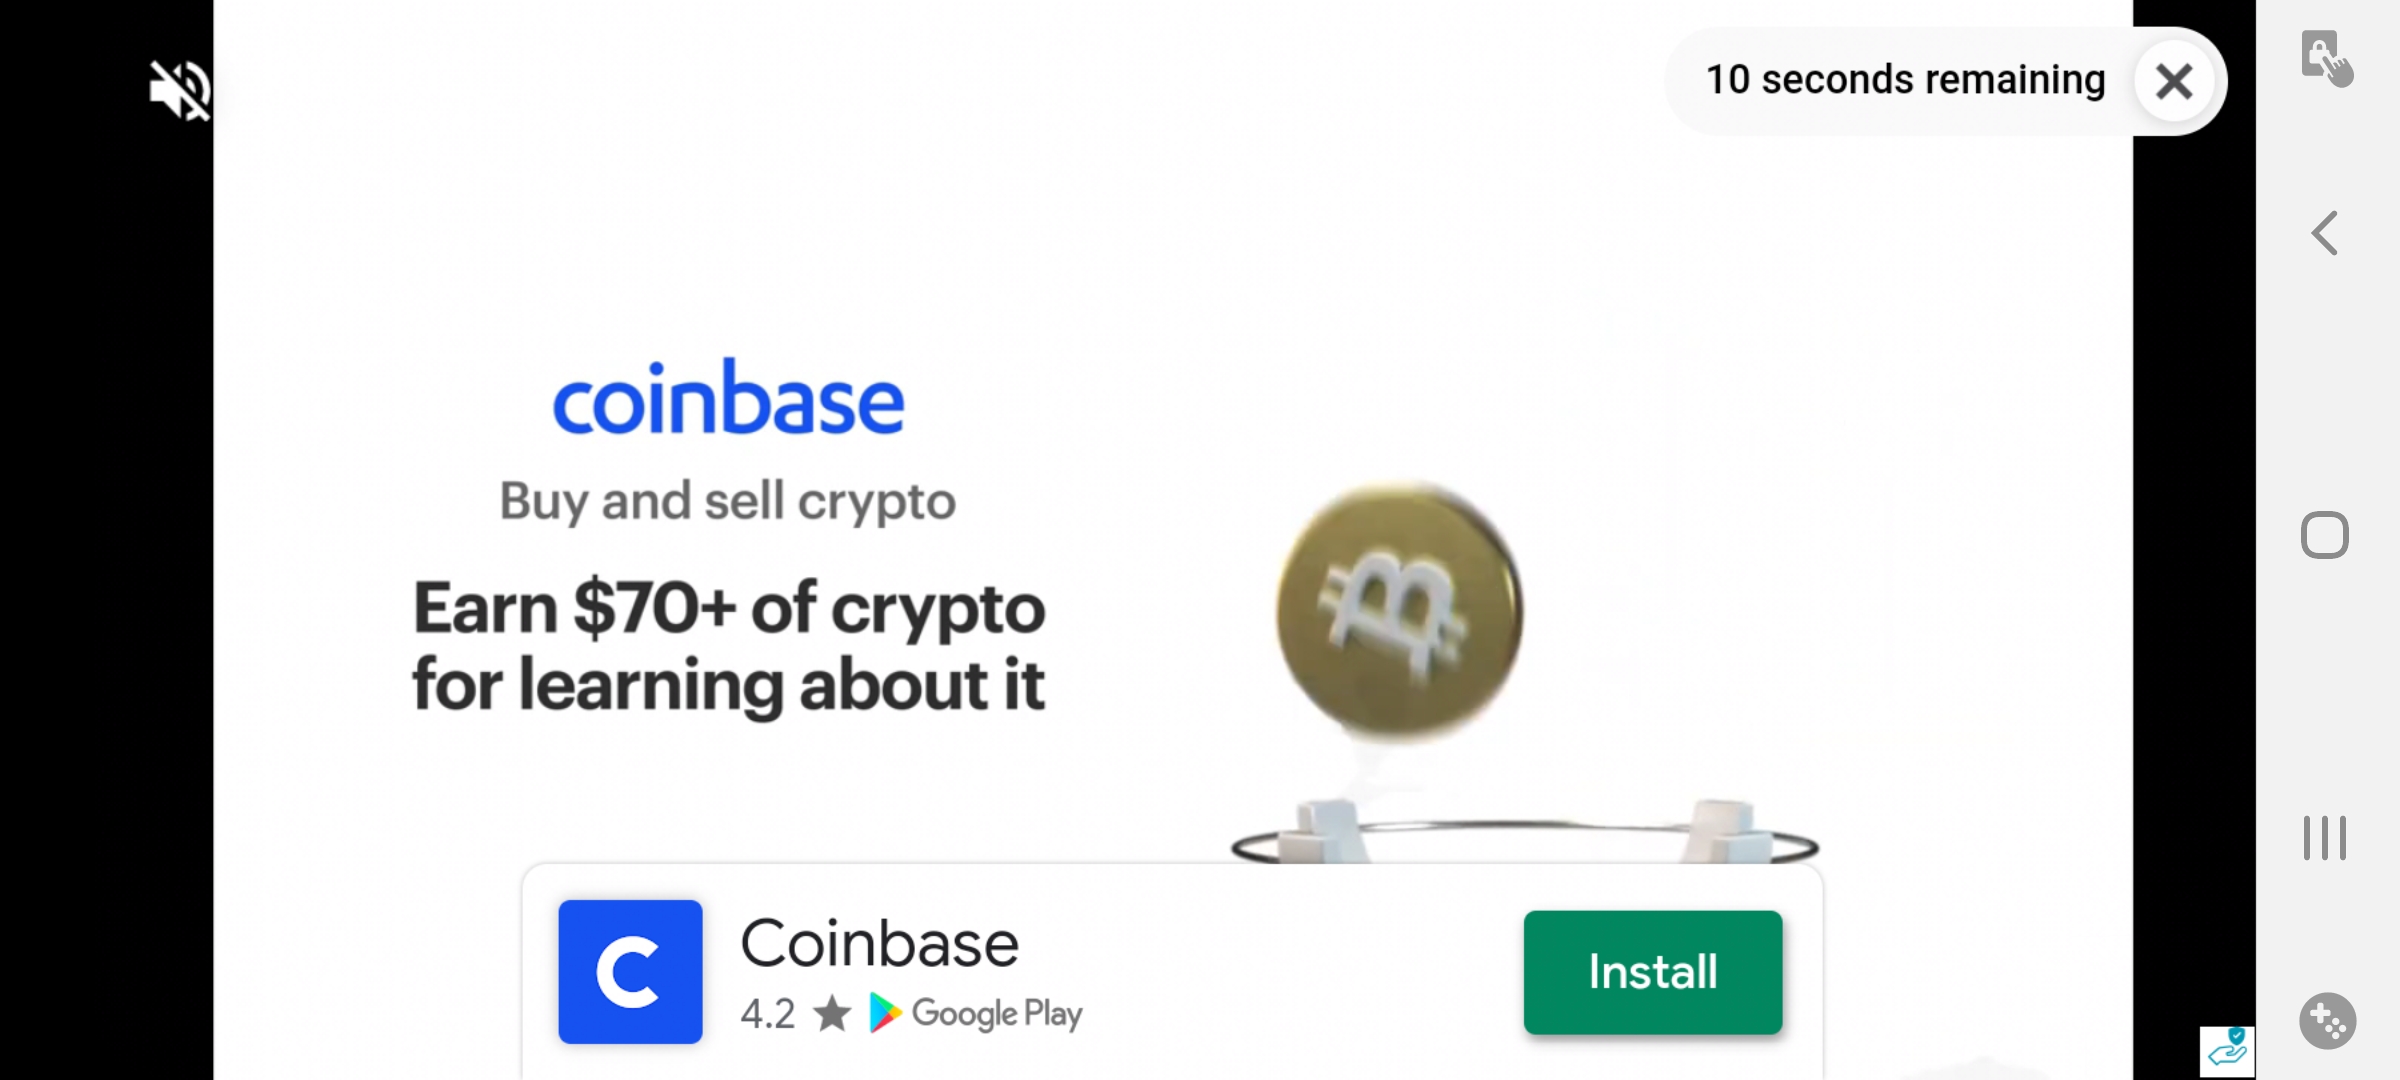 10 seconds remaining
coinbase
Buy and sell crypto
Earn $70+ of crypto
for learning about it
Coinbase
4.2 ★ Google Play
Install